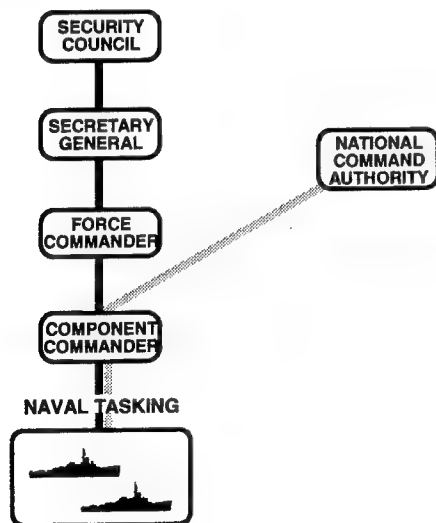 SECURITY
COUNCIL
SECRETARY
GENERAL
NATIONAL
COMMAND
AUTHORITY
FORCE
COMMANDER
COMPONENT
COMMANDER
NAVAL TASKING